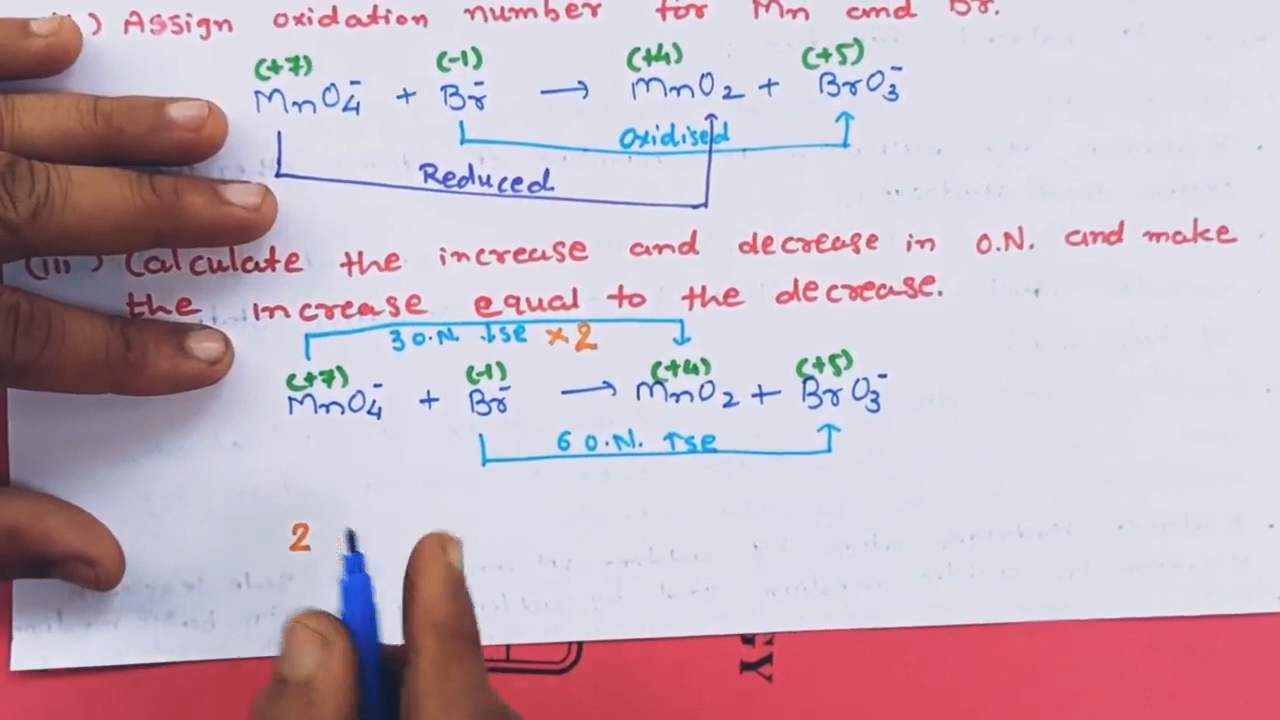 ) Assign oxidation number for Mn and Br.
(+7) (-1) (+4) (+5)
MnO₄⁻ + Br⁻ → MnO₂ + BrO₃⁻
Oxidised
Reduced
(iii) Calculate the increase and decrease in O.N. and make
the increase equal to the decrease.
3 O.N. ↓se × 2
(+7) (-1) (+4) (+5)
MnO₄⁻ + Br⁻ → MnO₂ + BrO₃⁻
6 O.N. ↑se
2